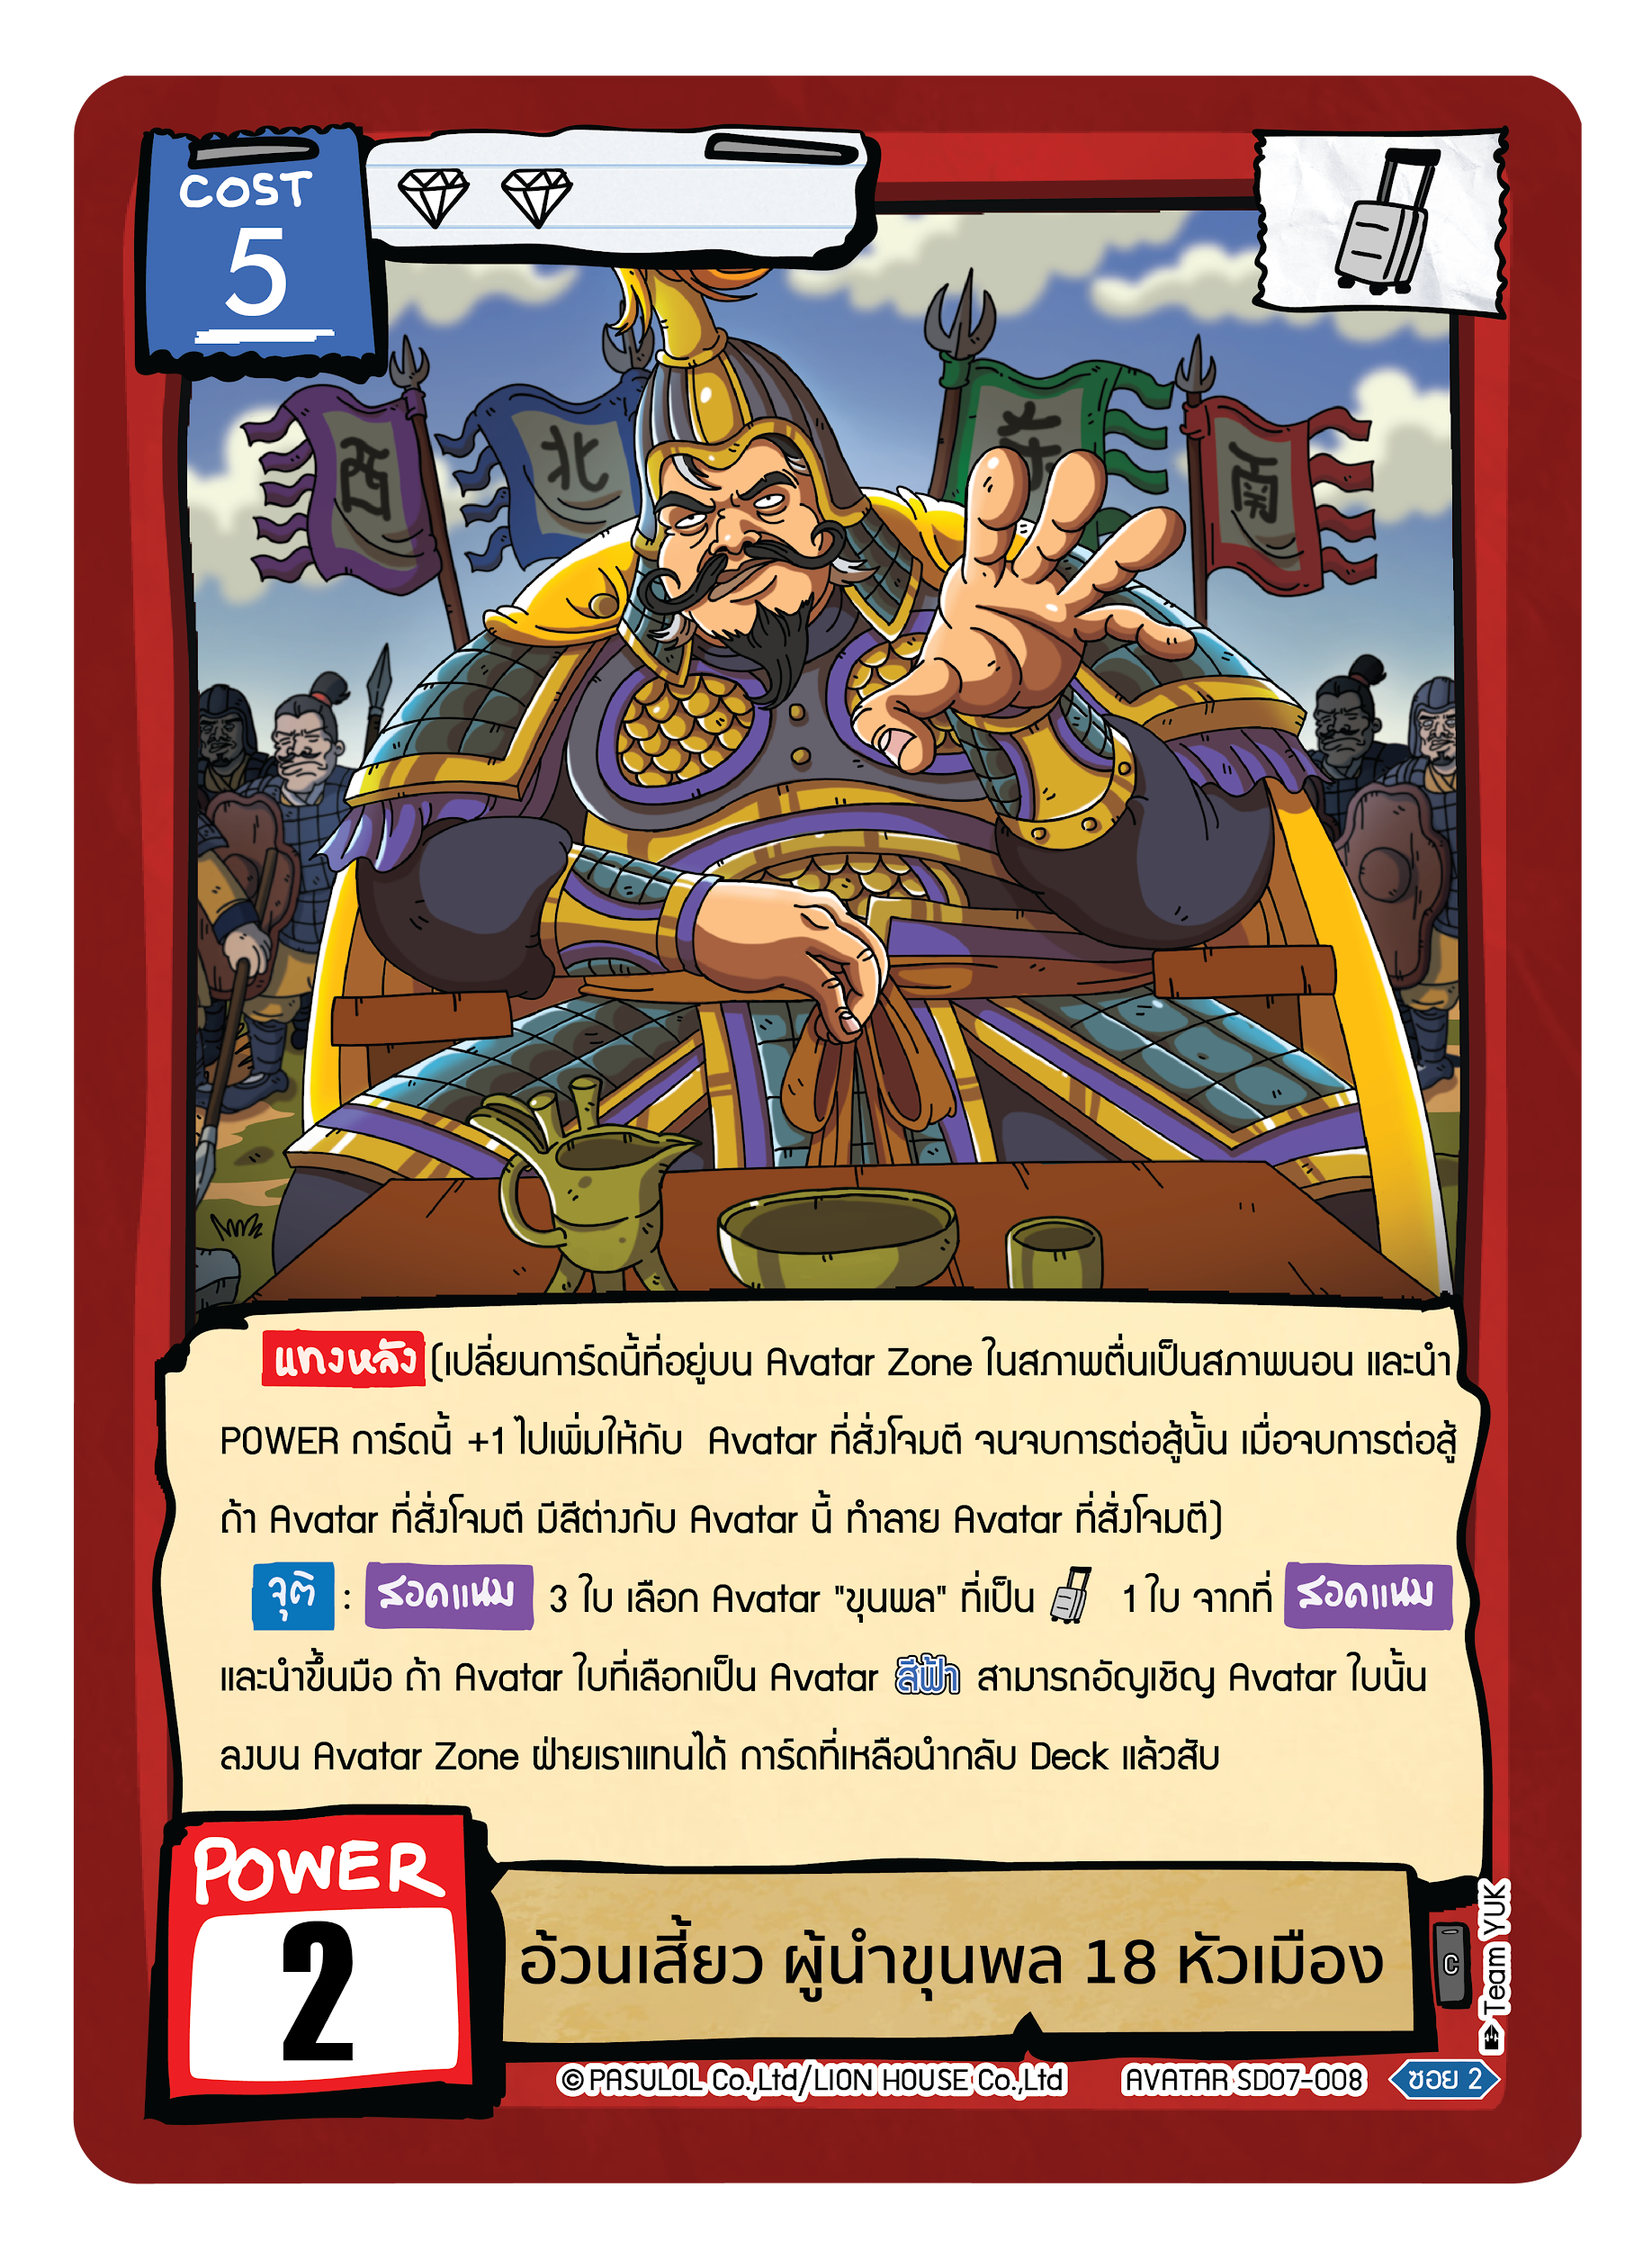 COST
5
西
北
东
南
แทงหลัง (เปลี่ยนการ์ดนี้ที่อยู่บน Avatar Zone ในสภาพตื่นเป็นสภาพนอน และนำ
POWER การ์ดนี้ +1 ไปเพิ่มให้กับ Avatar ที่สั่งโจมตี จนจบการต่อสู้นั้น เมื่อจบการต่อสู้
ถ้า Avatar ที่สั่งโจมตี มีสีต่างกับ Avatar นี้ ทำลาย Avatar ที่สั่งโจมตี)
จุติ : สอดแนม 3 ใบ เลือก Avatar "ขุนพล" ที่เป็น 1 ใบ จากที่ สอดแนม
และนำขึ้นมือ ถ้า Avatar ใบที่เลือกเป็น Avatar สีฟ้า สามารถอัญเชิญ Avatar ใบนั้น
ลงบน Avatar Zone ฝ่ายเราแทนได้ การ์ดที่เหลือนำกลับ Deck แล้วสับ
POWER
2
อ้วนเสี้ยว ผู้นำขุนพล 18 หัวเมือง
C
Team YUK
©PASULOL Co.,Ltd/LION HOUSE Co.,Ltd
AVATAR SD07-008
ซอย 2